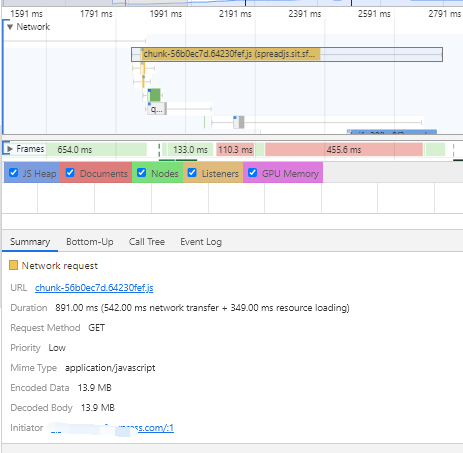 1591 ms 1791 ms 1991 ms 2191 ms 2391 ms 2591 ms 2791 ms
Network
chunk-56b0ec7d.64230fef.js (spreadjs.sit.sf...
q...
Frames 654.0 ms 133.0 ms 110.3 ms 455.6 ms
JS Heap Documents Nodes Listeners GPU Memory
Summary Bottom-Up Call Tree Event Log
Network request
URL chunk-56b0ec7d.64230fef.js
Duration 891.00 ms (542.00 ms network transfer + 349.00 ms resource loading)
Request Method GET
Priority Low
Mime Type application/javascript
Encoded Data 13.9 MB
Decoded Body 13.9 MB
Initiator press.com/:1